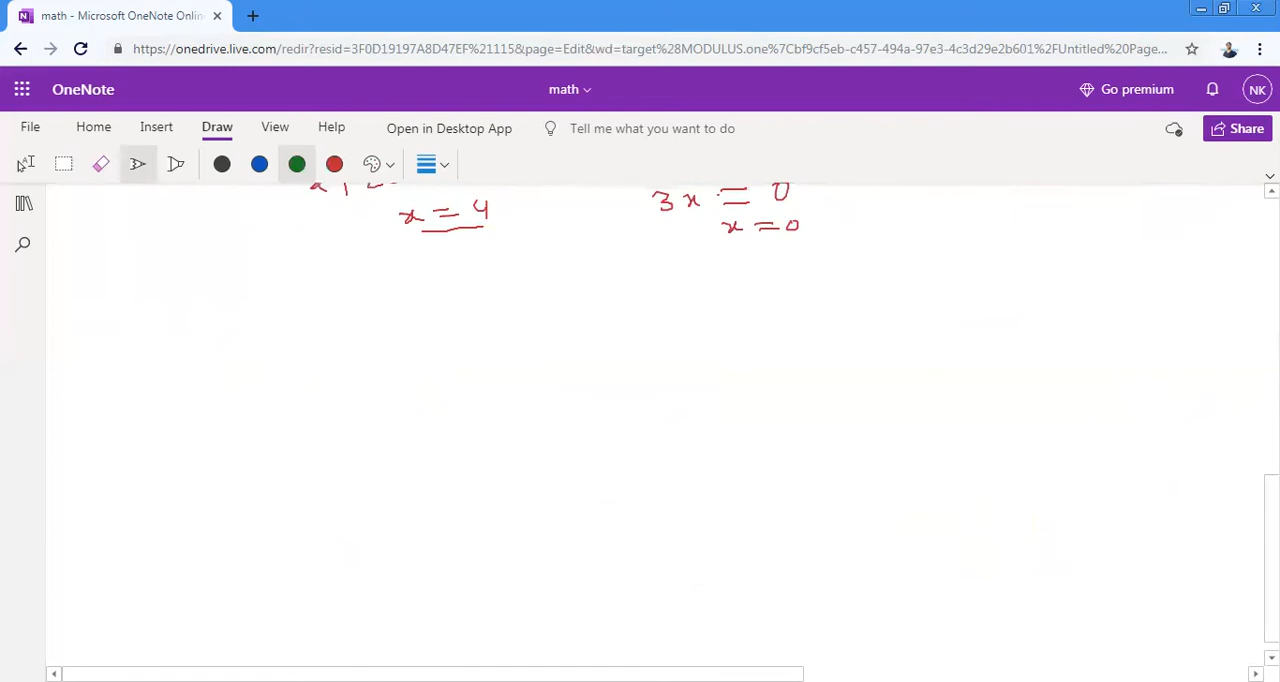 math - Microsoft OneNote Onlin
https://onedrive.live.com/redir?resid=3F0D19197A8D47EF%21115&page=Edit&wd=target%28MODULUS.one%7Cbf9cf5eb-c457-494a-97e3-4c3d29e2b601%2FUntitled%20Page...
OneNote
math
Go premium
NK
File
Home
Insert
Draw
View
Help
Open in Desktop App
Tell me what you want to do
Share
x = 4
3x = 0
x = 0